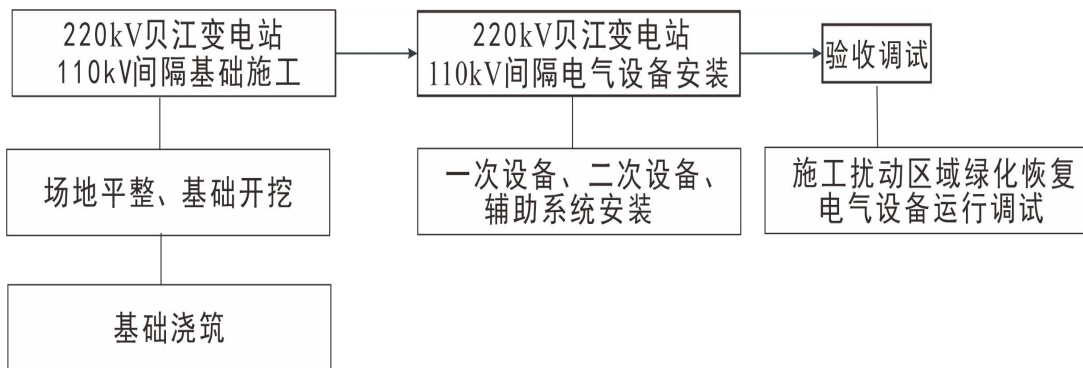 220kV贝江变电站
110kV间隔基础施工
220kV贝江变电站
110kV间隔电气设备安装
验收调试
场地平整、基础开挖
一次设备、二次设备、
辅助系统安装
施工扰动区域绿化恢复
电气设备运行调试
基础浇筑